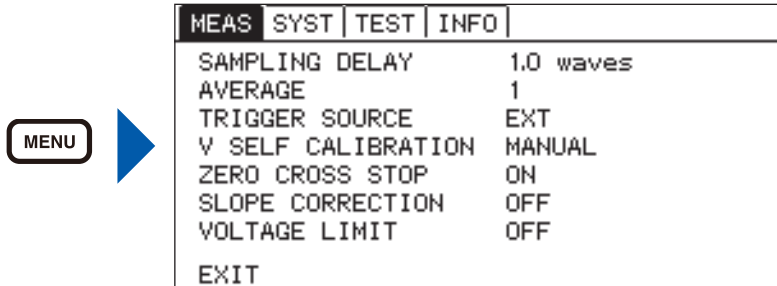 MENU
MEAS SYST TEST INFO
SAMPLING DELAY 1.0 waves
AVERAGE 1
TRIGGER SOURCE EXT
V SELF CALIBRATION MANUAL
ZERO CROSS STOP ON
SLOPE CORRECTION OFF
VOLTAGE LIMIT OFF
EXIT